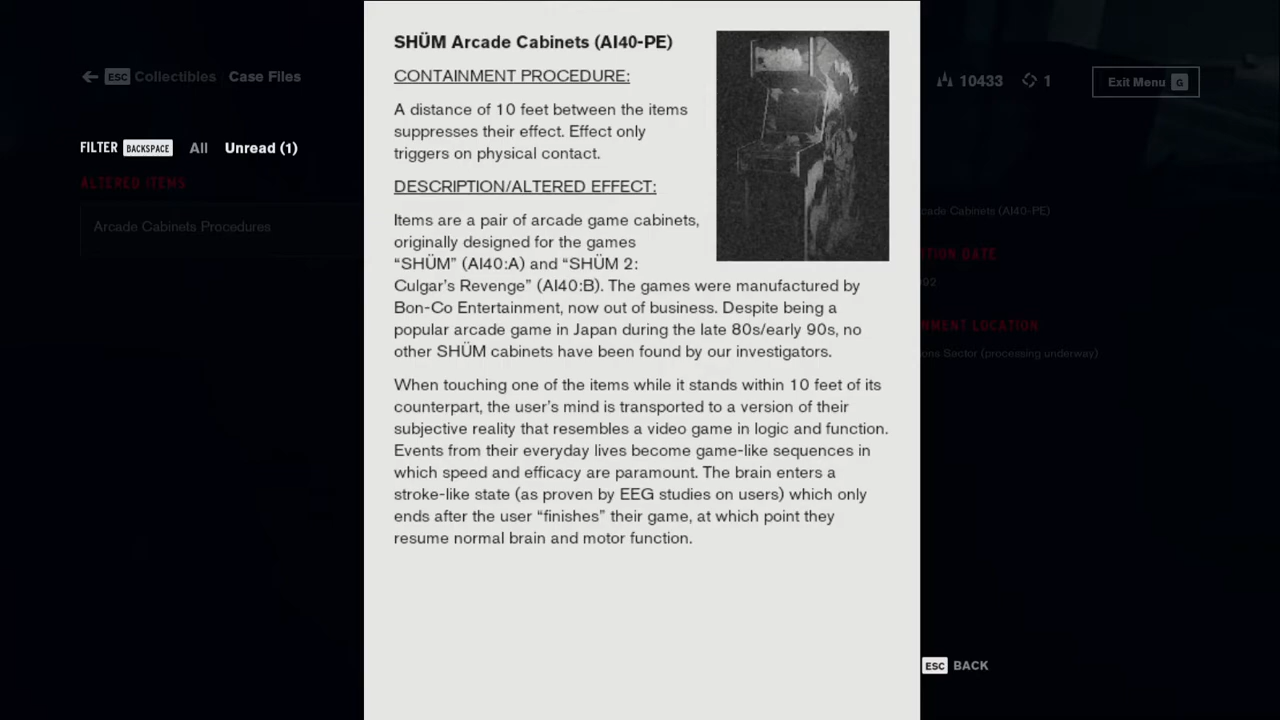 SHÜM Arcade Cabinets (AI40-PE)
CONTAINMENT PROCEDURE:
A distance of 10 feet between the items
suppresses their effect. Effect only
triggers on physical contact.
DESCRIPTION/ALTERED EFFECT:
Items are a pair of arcade game cabinets,
originally designed for the games
“SHÜM” (AI40:A) and “SHÜM 2:
Culgar’s Revenge” (AI40:B). The games were manufactured by
Bon-Co Entertainment, now out of business. Despite being a
popular arcade game in Japan during the late 80s/early 90s, no
other SHÜM cabinets have been found by our investigators.
When touching one of the items while it stands within 10 feet of its
counterpart, the user’s mind is transported to a version of their
subjective reality that resembles a video game in logic and function.
Events from their everyday lives become game-like sequences in
which speed and efficacy are paramount. The brain enters a
stroke-like state (as proven by EEG studies on users) which only
ends after the user “finishes” their game, at which point they
resume normal brain and motor function.
ESC Collectibles Case Files
FILTER BACKSPACE All Unread (1)
ALTERED ITEMS
Arcade Cabinets Procedures
10433 1
Exit Menu G
Cabinets (AI40-PE)
DATE
LOCATION
Sector (processing underway)
ESC BACK